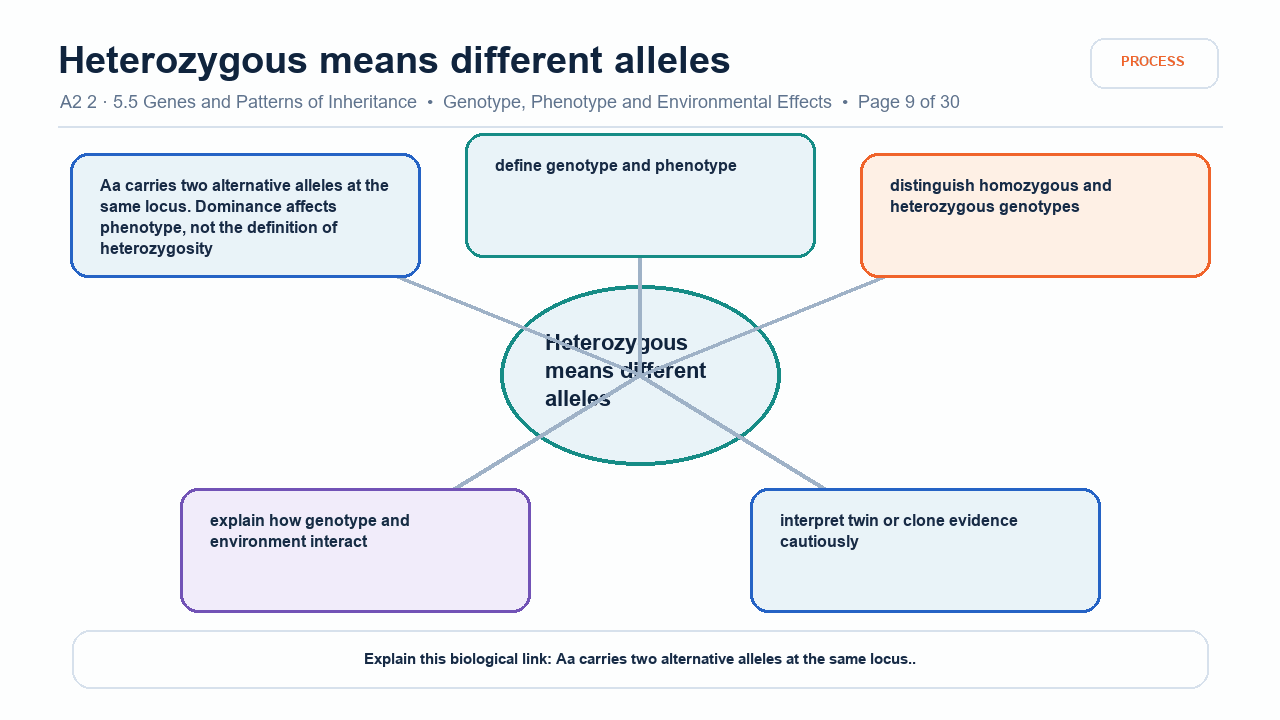 Heterozygous means different alleles
PROCESS
A2 2 · 5.5 Genes and Patterns of Inheritance • Genotype, Phenotype and Environmental Effects • Page 9 of 30
Aa carries two alternative alleles at the
same locus. Dominance affects
phenotype, not the definition of
heterozygosity
define genotype and phenotype
distinguish homozygous and
heterozygous genotypes
Heterozygous
means different
alleles
explain how genotype and
environment interact
interpret twin or clone evidence
cautiously
Explain this biological link: Aa carries two alternative alleles at the same locus..